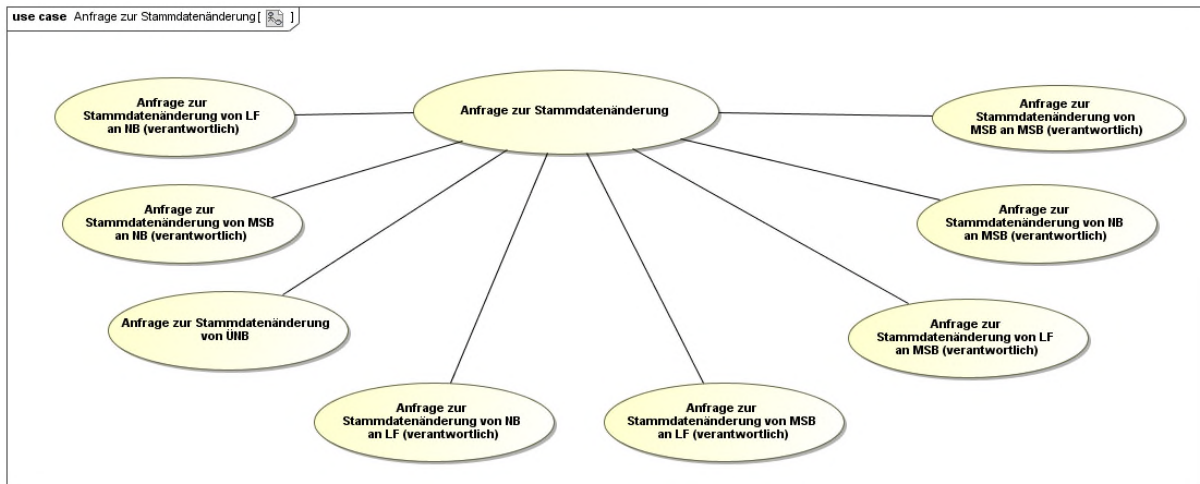 use case Anfrage zur Stammdatenänderung [ ]
Anfrage zur
Stammdatenänderung von LF
an NB (verantwortlich)
Anfrage zur Stammdatenänderung
Anfrage zur
Stammdatenänderung von
MSB an MSB (verantwortlich)
Anfrage zur
Stammdatenänderung von MSB
an NB (verantwortlich)
Anfrage zur
Stammdatenänderung von NB
an MSB (verantwortlich)
Anfrage zur Stammdatenänderung
von ÜNB
Anfrage zur
Stammdatenänderung von LF
an MSB (verantwortlich)
Anfrage zur
Stammdatenänderung von NB
an LF (verantwortlich)
Anfrage zur
Stammdatenänderung von MSB
an LF (verantwortlich)